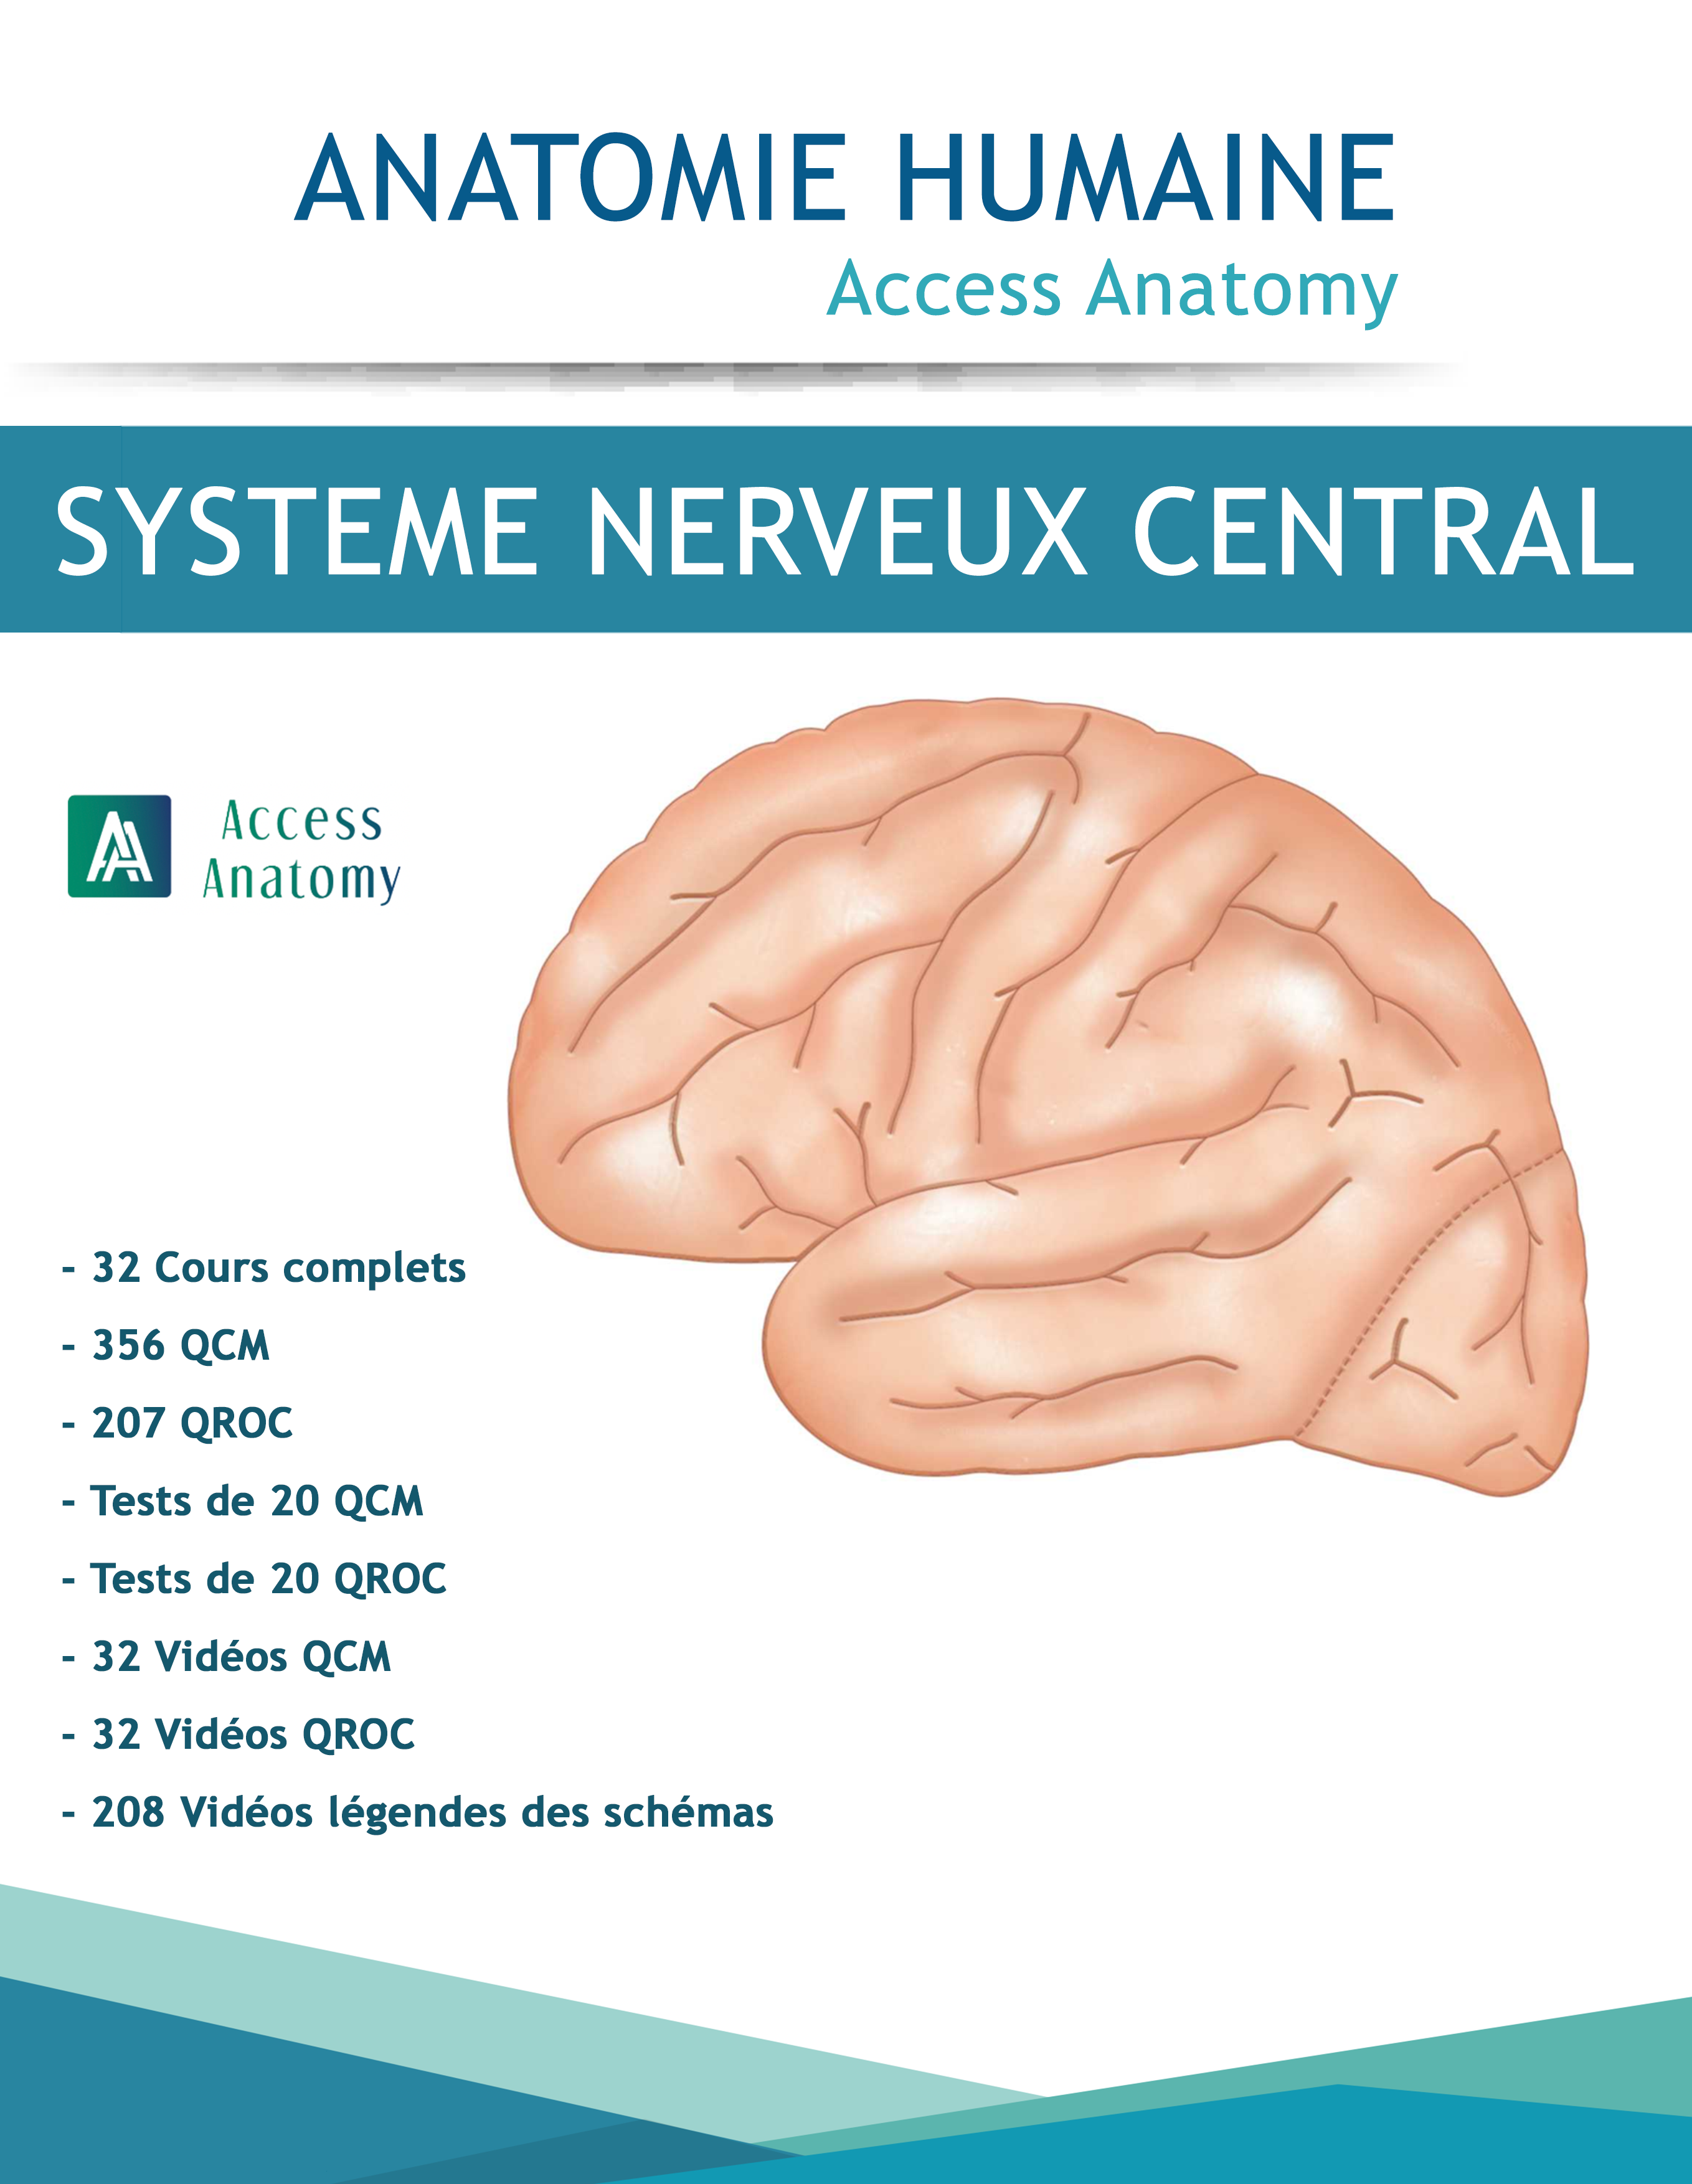 ANATOMIE HUMAINE
Access Anatomy
SYSTEME NERVEUX CENTRAL
AA
Access
Anatomy
- 32 Cours complets
- 356 QCM
- 207 QROC
- Tests de 20 QCM
- Tests de 20 QROC
- 32 Vidéos QCM
- 32 Vidéos QROC
- 208 Vidéos légendes des schémas